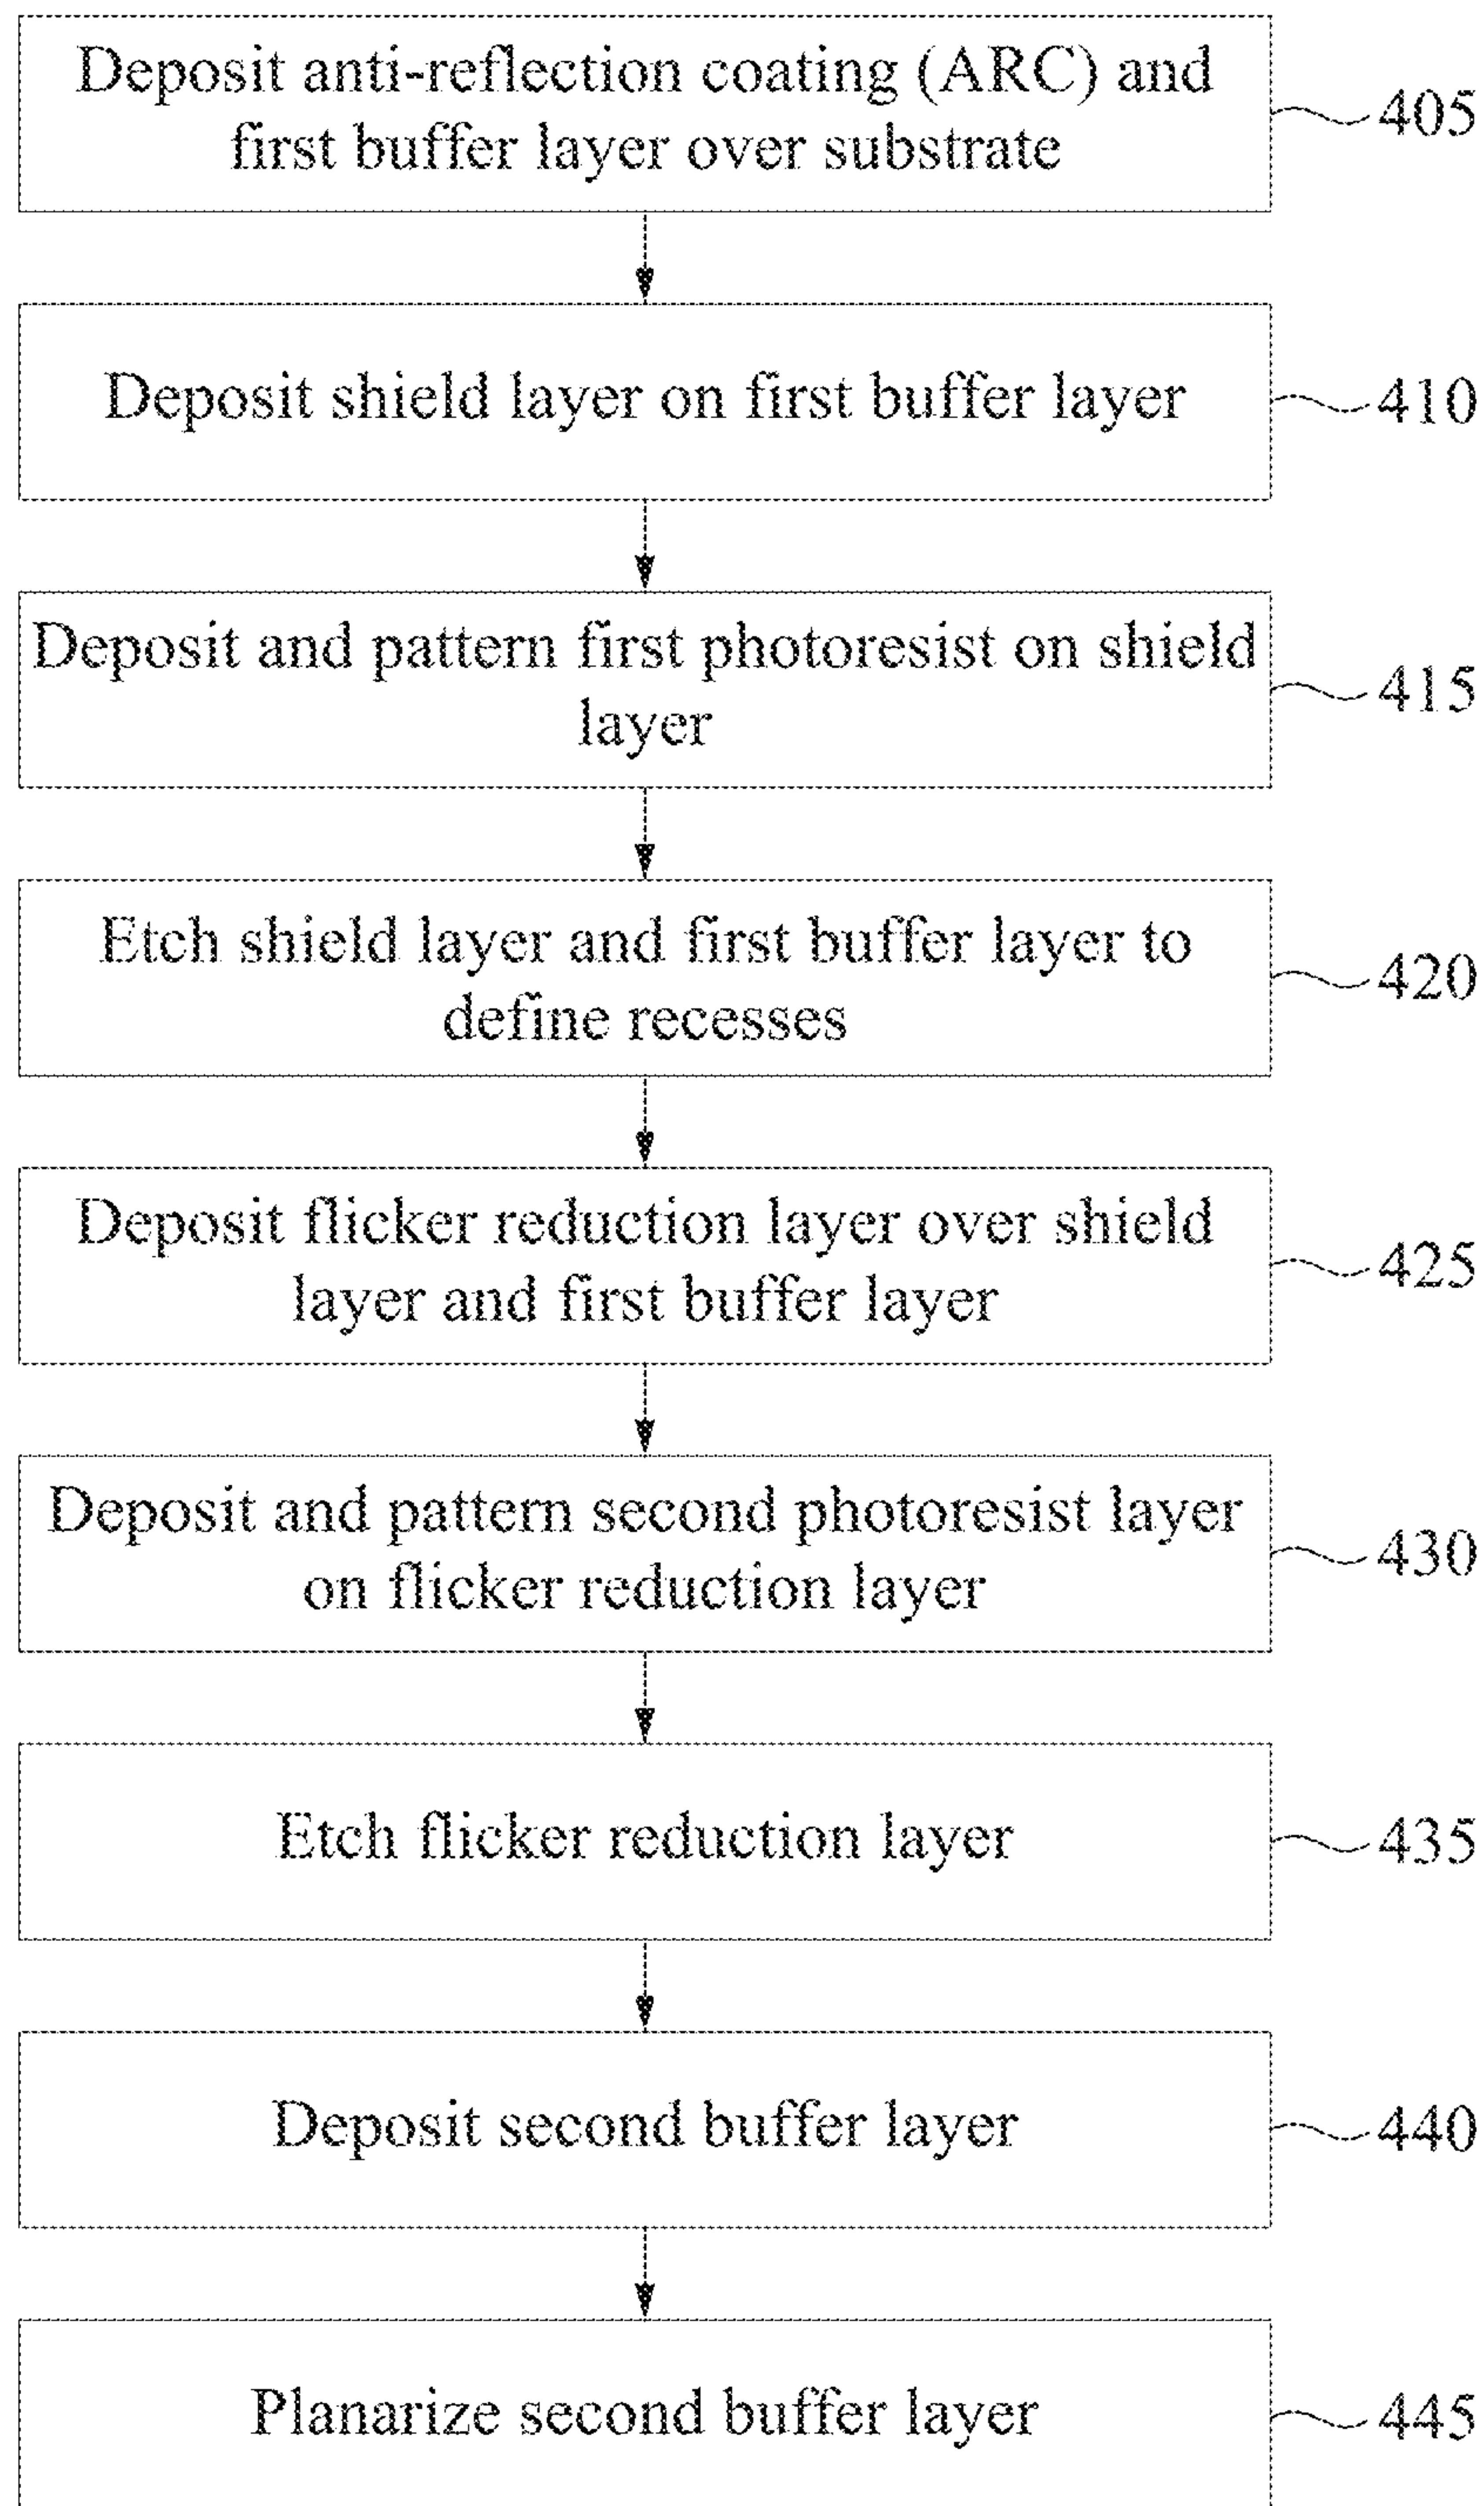 Deposit anti-reflection coating (ARC) and
first buffer layer over substrate
405
Deposit shield layer on first buffer layer
410
Deposit and pattern first photoresist on shield
layer
415
Etch shield layer and first buffer layer to
define recesses
420
Deposit flicker reduction layer over shield
layer and first buffer layer
425
Deposit and pattern second photoresist layer
on flicker reduction layer
430
Etch flicker reduction layer
435
Deposit second buffer layer
440
Planarize second buffer layer
445